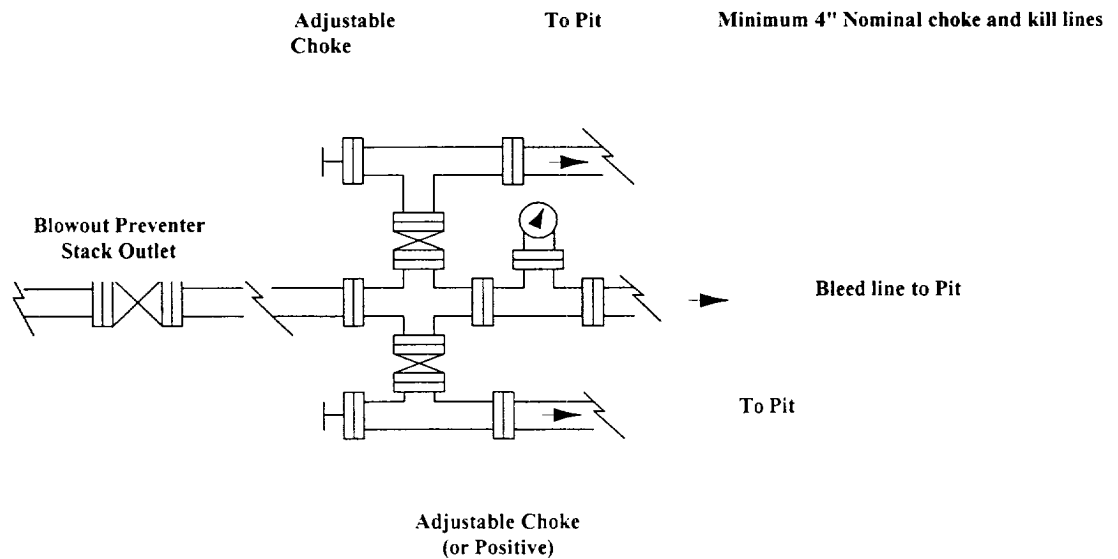 Adjustable
Choke
To Pit
Minimum 4" Nominal choke and kill lines
Blowout Preventer
Stack Outlet
Bleed line to Pit
To Pit
Adjustable Choke
(or Positive)